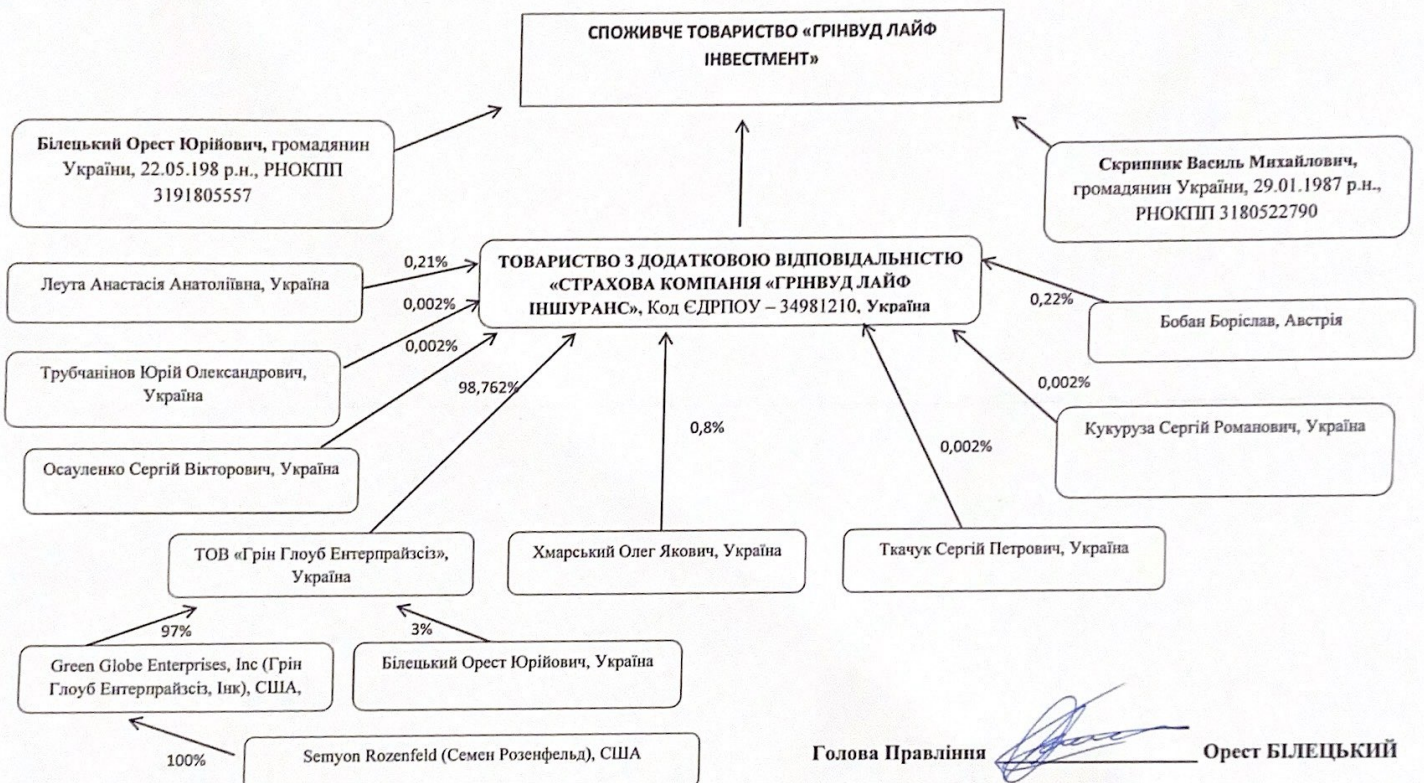 СПОЖИВЧЕ ТОВАРИСТВО «ГРІНВУД ЛАЙФ
ІНВЕСТМЕНТ»
Білецький Орест Юрійович, громадянин
України, 22.05.198 р.н., РНОКПП
3191805557
Скрипник Василь Михайлович,
громадянин України, 29.01.1987 р.н.,
РНОКПП 3180522790
ТОВАРИСТВО З ДОДАТКОВОЮ ВІДПОВІДАЛЬНІСТЮ
«СТРАХОВА КОМПАНІЯ «ГРІНВУД ЛАЙФ
ІНШУРАНС», Код ЄДРПОУ – 34981210, Україна
0,21%
Леута Анастасія Анатоліївна, Україна
0,002%
0,002%
Трубчанінов Юрій Олександрович,
Україна
98,762%
Осауленко Сергій Вікторович, Україна
0,22%
Бобан Боріслав, Австрія
0,002%
Кукуруза Сергій Романович, Україна
0,8%
0,002%
ТОВ «Грін Глоуб Ентерпрайзсіз»,
Україна
Хмарський Олег Якович, Україна
Ткачук Сергій Петрович, Україна
97%
3%
Green Globe Enterprises, Inc (Грін
Глоуб Ентерпрайзсіз, Інк), США,
Білецький Орест Юрійович, Україна
100%
Semyon Rozenfeld (Семен Розенфельд), США
Голова Правління Орест БІЛЕЦЬКИЙ